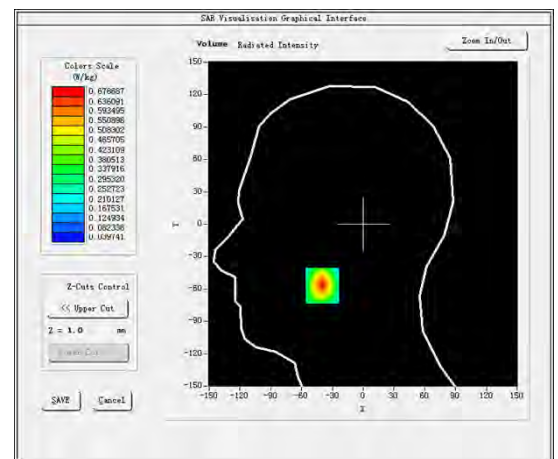 SAR Visualisation Graphical Interface
Volume Radiated Intensity
Zoom In/Out
Colors Scale
(W/kg)
0.678687
0.636091
0.593495
0.550898
0.508302
0.465705
0.423109
0.380513
0.337916
0.295320
0.252723
0.210127
0.167531
0.124934
0.082338
0.039741
150
120
90
60
30
0
-30
-60
-90
-120
-150
Y
-150 -120 -90 -60 -30 0 30 60 90 120 150
X
Z-Cuts Control
<< Upper Cut
Z = 1.0 mm
SAVE Cancel